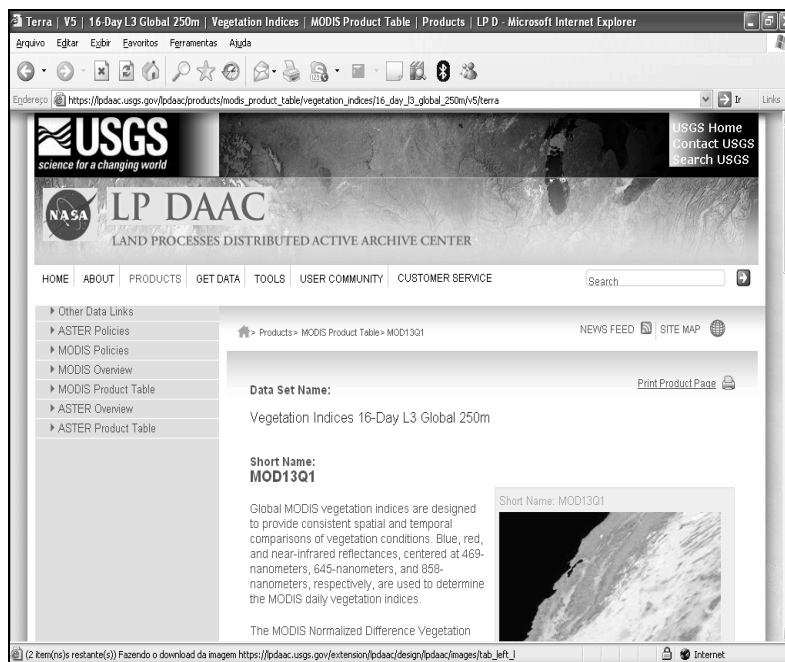 Terra | V5 | 16-Day L3 Global 250m | Vegetation Indices | MODIS Product Table | Products | LP D - Microsoft Internet Explorer
Arquivo Editar Exibir Favoritos Ferramentas Ajuda
Endereço https://lpdaac.usgs.gov/lpdaac/products/modis_product_table/vegetation_indices/16_day_l3_global_250m/v5/terra Ir Links
USGS
science for a changing world
USGS Home
Contact USGS
Search USGS
NASA
LP DAAC
LAND PROCESSES DISTRIBUTED ACTIVE ARCHIVE CENTER
HOME ABOUT PRODUCTS GET DATA TOOLS USER COMMUNITY CUSTOMER SERVICE Search
Other Data Links
ASTER Policies
MODIS Policies
MODIS Overview
MODIS Product Table
ASTER Overview
ASTER Product Table
> Products> MODIS Product Table> MOD13Q1
NEWS FEED SITE MAP
Print Product Page
Data Set Name:
Vegetation Indices 16-Day L3 Global 250m
Short Name:
MOD13Q1
Global MODIS vegetation indices are designed
to provide consistent spatial and temporal
comparisons of vegetation conditions. Blue, red,
and near-infrared reflectances, centered at 469-
nanometers, 645-nanometers, and 858-
nanometers, respectively, are used to determine
the MODIS daily vegetation indices.
The MODIS Normalized Difference Vegetation
Short Name: MOD13Q1
(2 item(ns)s restante(s)) Fazendo o download da imagem https://lpdaac.usgs.gov/extension/lpdaac/design/lpdaac/images/tab_left_l Internet